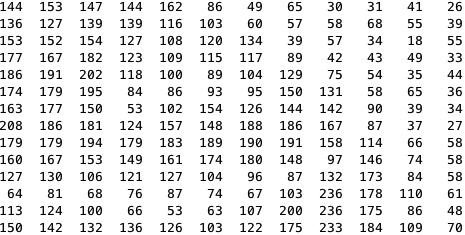 144 153 147 144 162 86 49 65 30 31 41 26
136 127 139 139 116 103 60 57 58 68 55 39
153 152 154 127 108 120 134 39 57 34 18 55
177 167 182 123 109 115 117 89 42 43 49 33
186 191 202 118 100 89 104 129 75 54 35 44
174 179 195 84 86 93 95 150 131 58 65 36
163 177 150 53 102 154 126 144 142 90 39 34
208 186 181 124 157 148 188 186 167 87 37 27
179 179 194 179 183 189 190 191 158 114 66 58
160 167 153 149 161 174 180 148 97 146 74 58
127 130 106 121 127 104 96 87 132 173 84 58
64 81 68 76 87 74 67 103 236 178 110 61
113 124 100 66 53 63 107 200 236 175 86 48
150 142 132 136 126 103 122 175 233 184 109 70